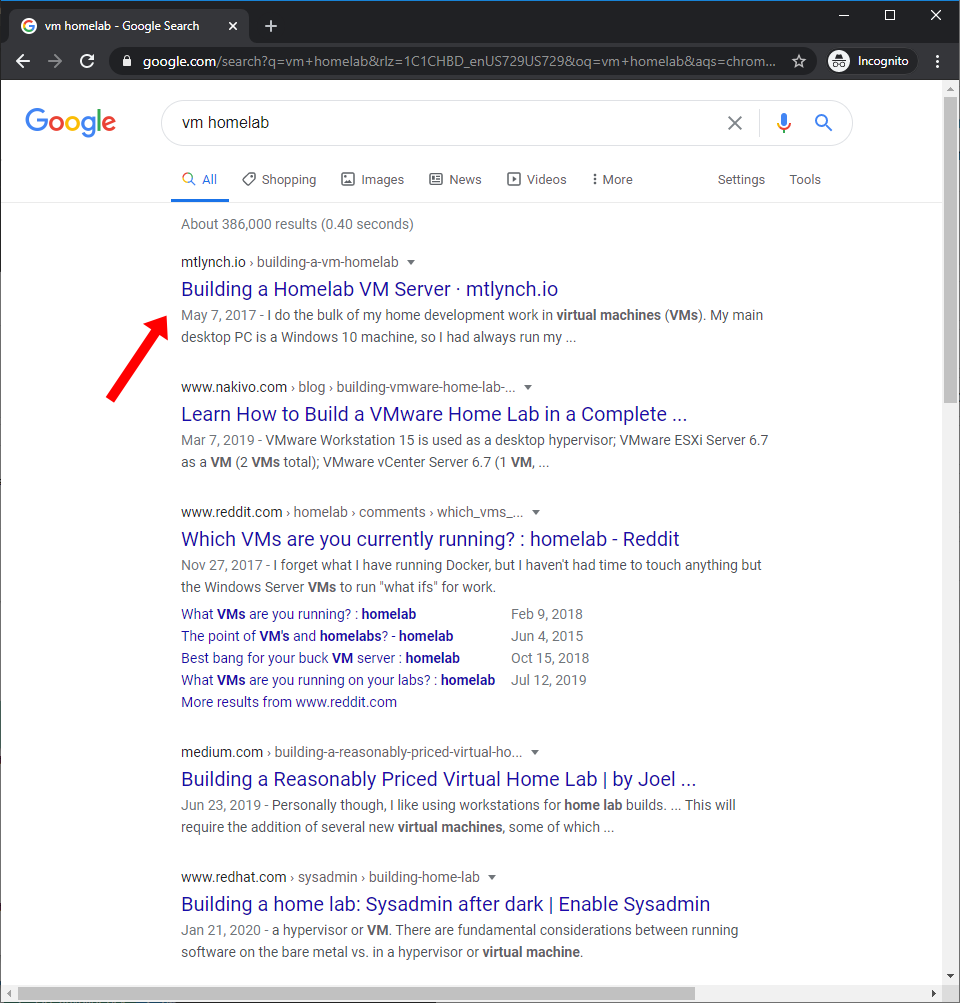 vm homelab - Google Search
google.com/search?q=vm+homelab&rlz=1C1CHBD_enUS729US729&oq=vm+homelab&aqs=chrom...
Incognito
Google
vm homelab
All Shopping Images News Videos More Settings Tools
About 386,000 results (0.40 seconds)
mtlynch.io › building-a-vm-homelab
Building a Homelab VM Server · mtlynch.io
May 7, 2017 - I do the bulk of my home development work in virtual machines (VMs). My main
desktop PC is a Windows 10 machine, so I had always run my ...
www.nakivo.com › blog › building-vmware-home-lab-...
Learn How to Build a VMware Home Lab in a Complete ...
Mar 7, 2019 - VMware Workstation 15 is used as a desktop hypervisor; VMware ESXi Server 6.7
as a VM (2 VMs total); VMware vCenter Server 6.7 (1 VM, ...
www.reddit.com › homelab › comments › which_vms_...
Which VMs are you currently running? : homelab - Reddit
Nov 27, 2017 - I forget what I have running Docker, but I haven't had time to touch anything but
the Windows Server VMs to run "what ifs" for work.
What VMs are you running? : homelab Feb 9, 2018
The point of VM's and homelabs? - homelab Jun 4, 2015
Best bang for your buck VM server : homelab Oct 15, 2018
What VMs are you running on your labs? : homelab Jul 12, 2019
More results from www.reddit.com
medium.com › building-a-reasonably-priced-virtual-ho...
Building a Reasonably Priced Virtual Home Lab | by Joel ...
Jun 23, 2019 - Personally though, I like using workstations for home lab builds. ... This will
require the addition of several new virtual machines, some of which ...
www.redhat.com › sysadmin › building-home-lab
Building a home lab: Sysadmin after dark | Enable Sysadmin
Jan 21, 2020 - a hypervisor or VM. There are fundamental considerations between running
software on the bare metal vs. in a hypervisor or virtual machine.